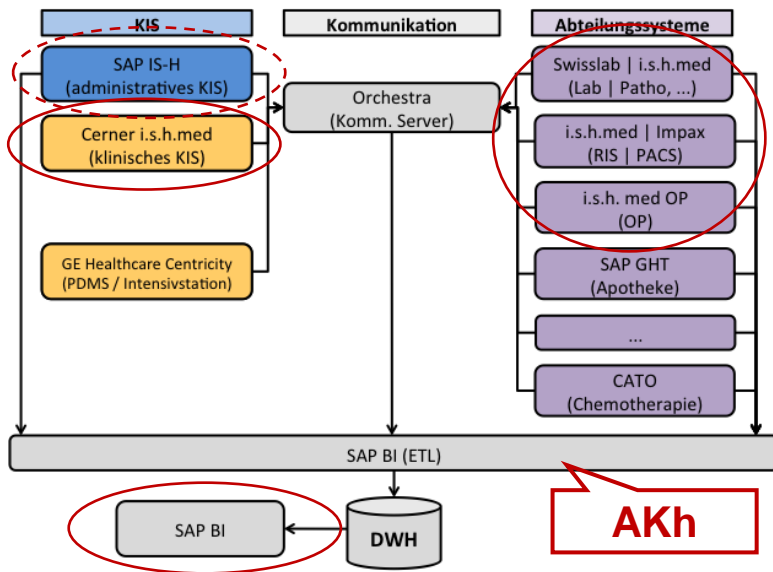 KIS
Kommunikation
Abteilungssysteme
SAP IS-H
(administratives KIS)
Cerner i.s.h.med
(klinisches KIS)
GE Healthcare Centricity
(PDMS / Intensivstation)
Orchestra
(Komm. Server)
Swisslab | i.s.h.med
(Lab | Patho, ...)
i.s.h.med | Impax
(RIS | PACS)
i.s.h. med OP
(OP)
SAP GHT
(Apotheke)
...
CATO
(Chemotherapie)
SAP BI (ETL)
SAP BI
DWH
AKh